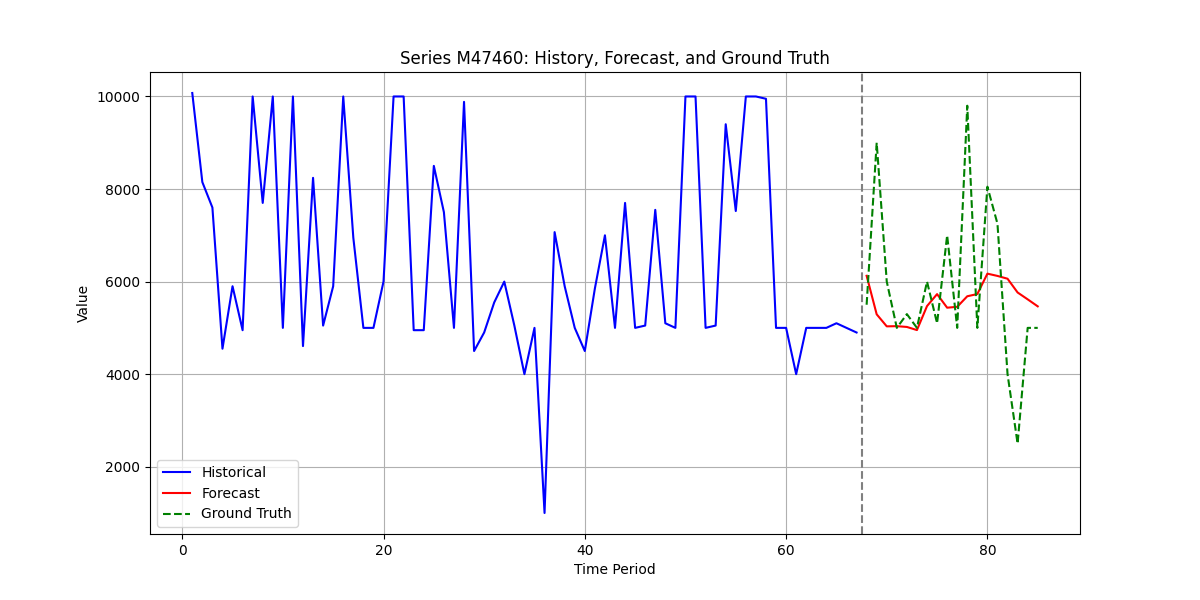 Series M47460: History, Forecast, and Ground Truth
10000
8000
6000
4000
2000
Value
Historical
Forecast
Ground Truth
0
20
40
60
80
Time Period